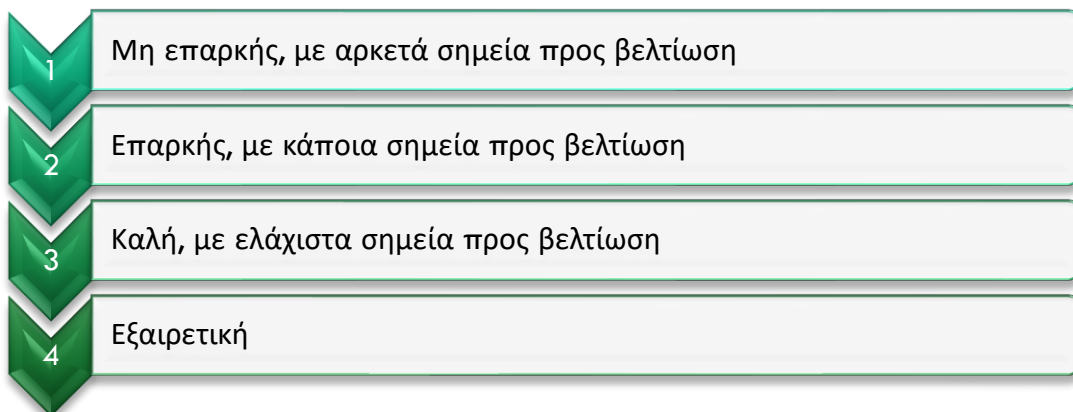 1 Μη επαρκής, με αρκετά σημεία προς βελτίωση
2 Επαρκής, με κάποια σημεία προς βελτίωση
3 Καλή, με ελάχιστα σημεία προς βελτίωση
4 Εξαιρετική